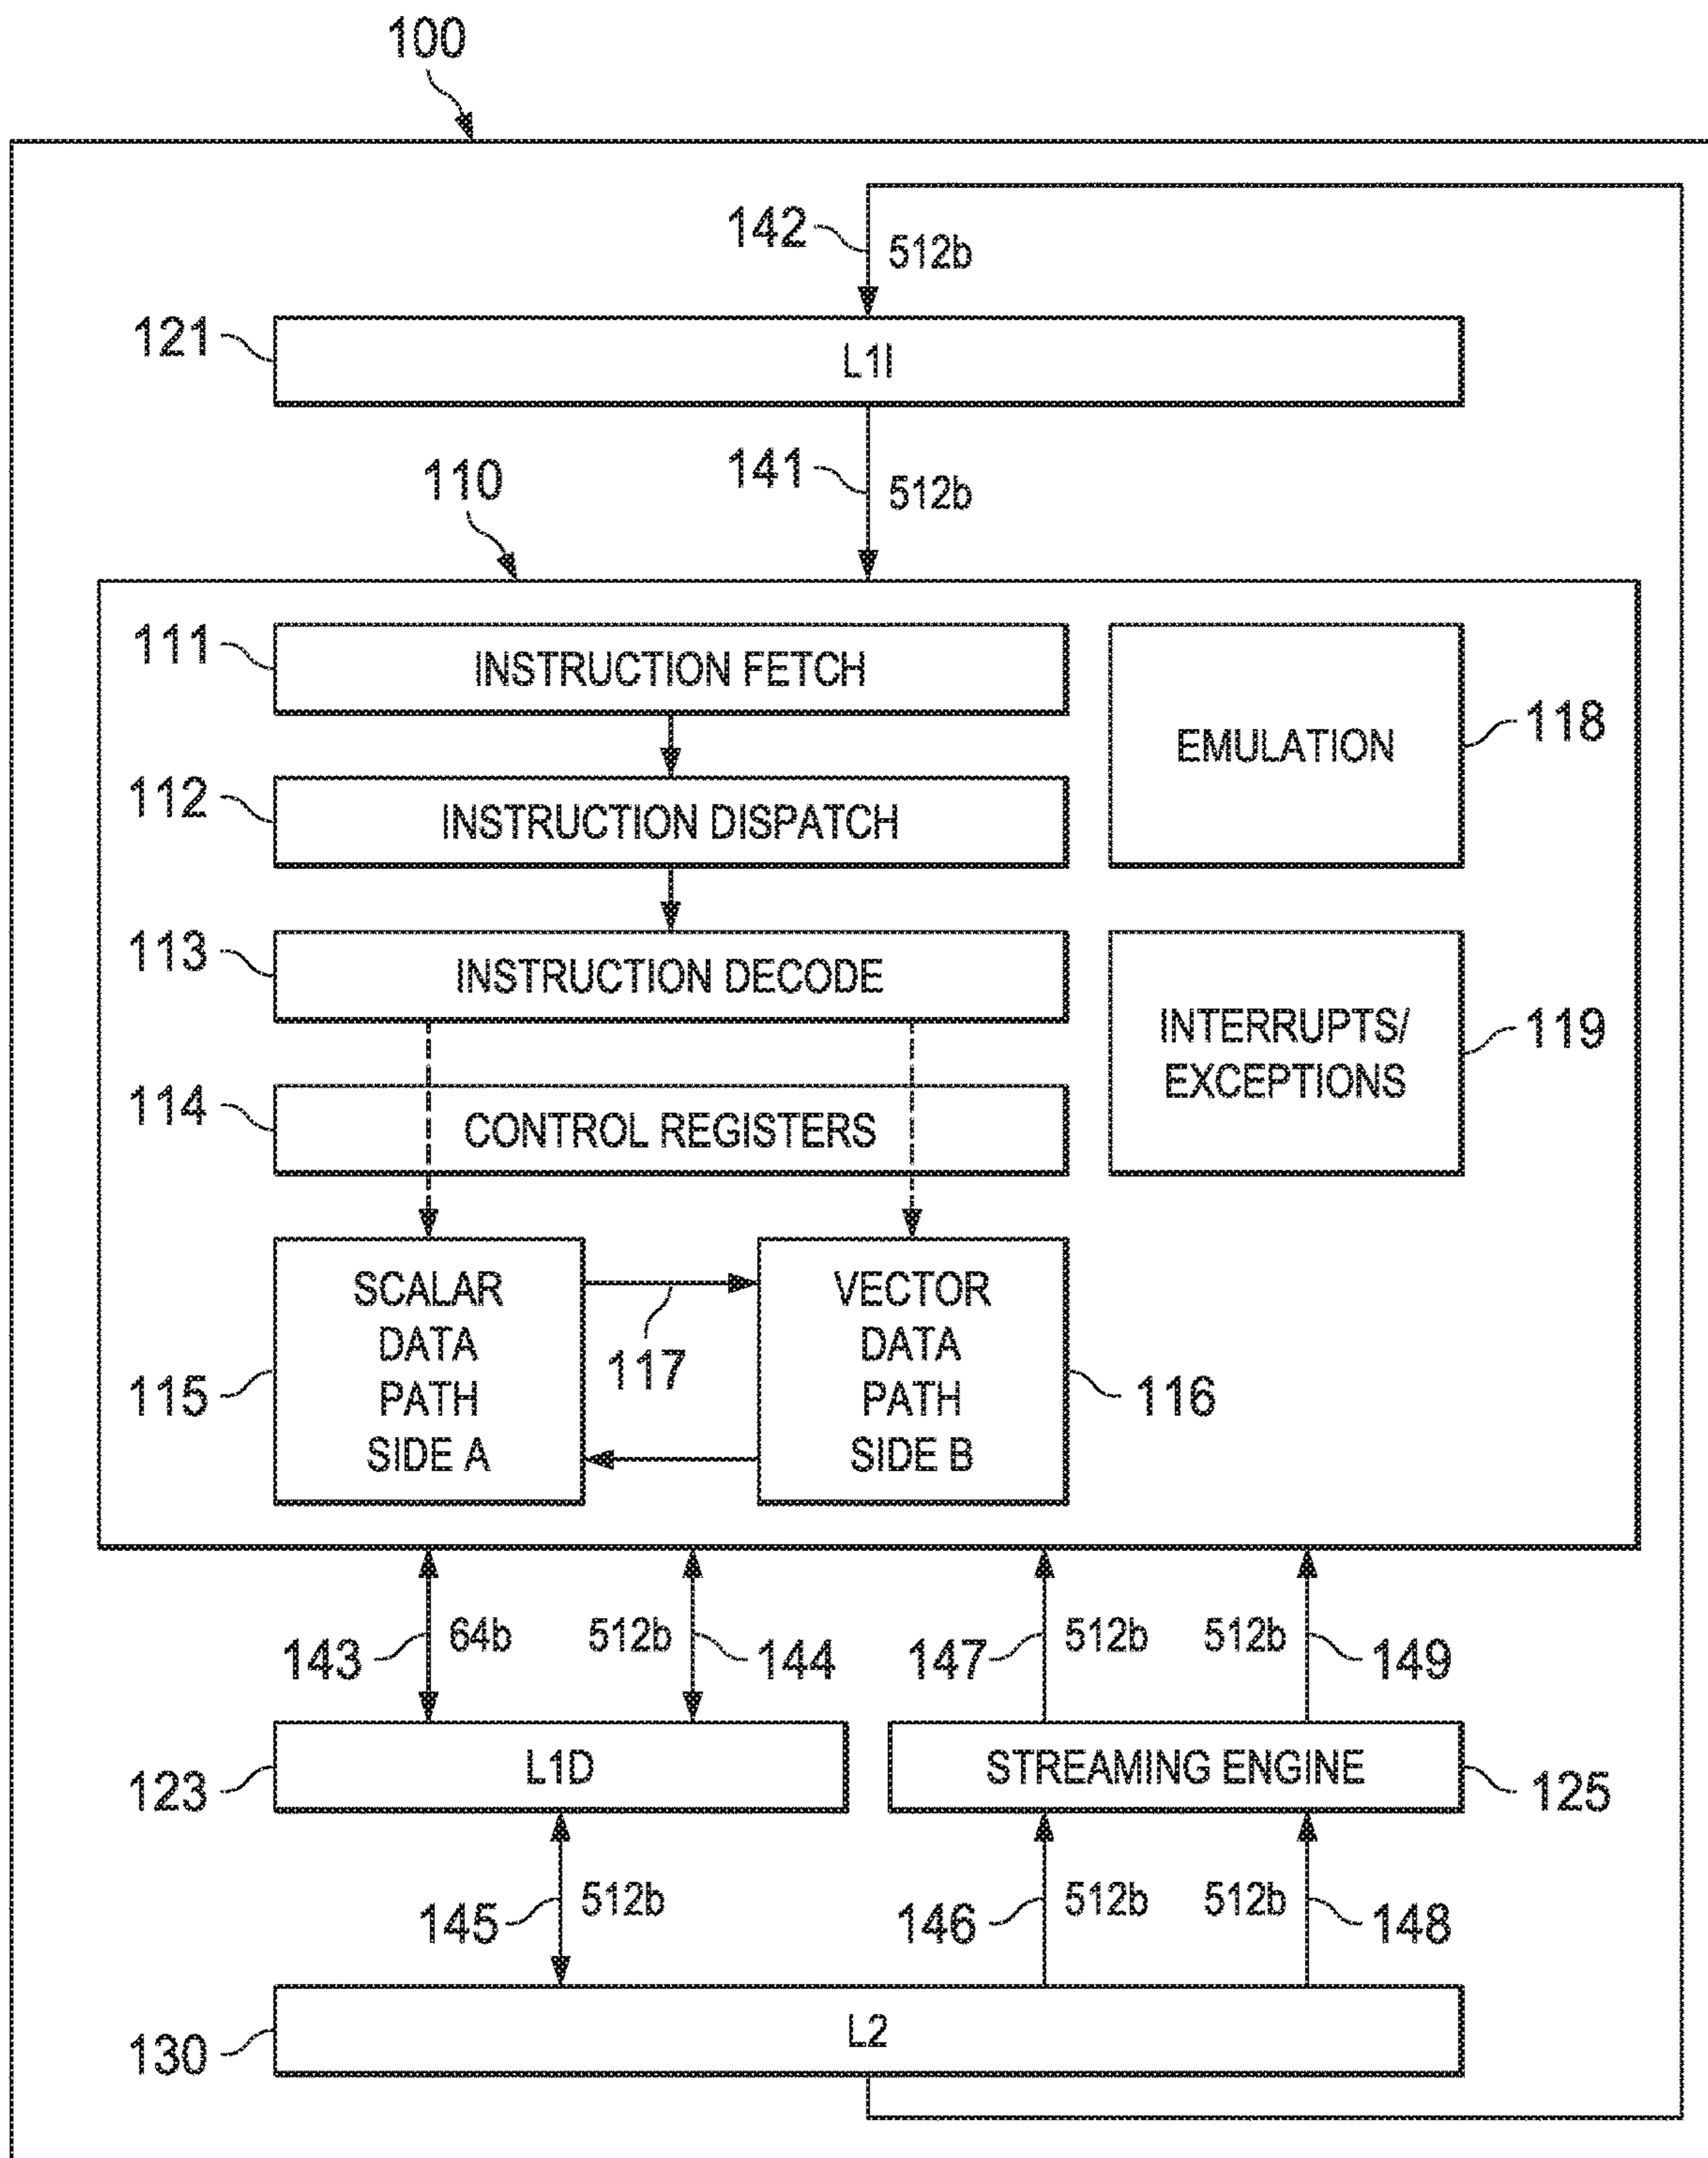 100
142
512b
121
L1I
141
512b
110
111
INSTRUCTION FETCH
118
EMULATION
112
INSTRUCTION DISPATCH
113
INSTRUCTION DECODE
119
INTERRUPTS/
EXCEPTIONS
114
CONTROL REGISTERS
115
SCALAR
DATA
PATH
SIDE A
117
VECTOR
DATA
PATH
SIDE B
116
143
64b
512b
144
147
512b
512b
149
123
L1D
STREAMING ENGINE
125
145
512b
146
512b
512b
148
130
L2